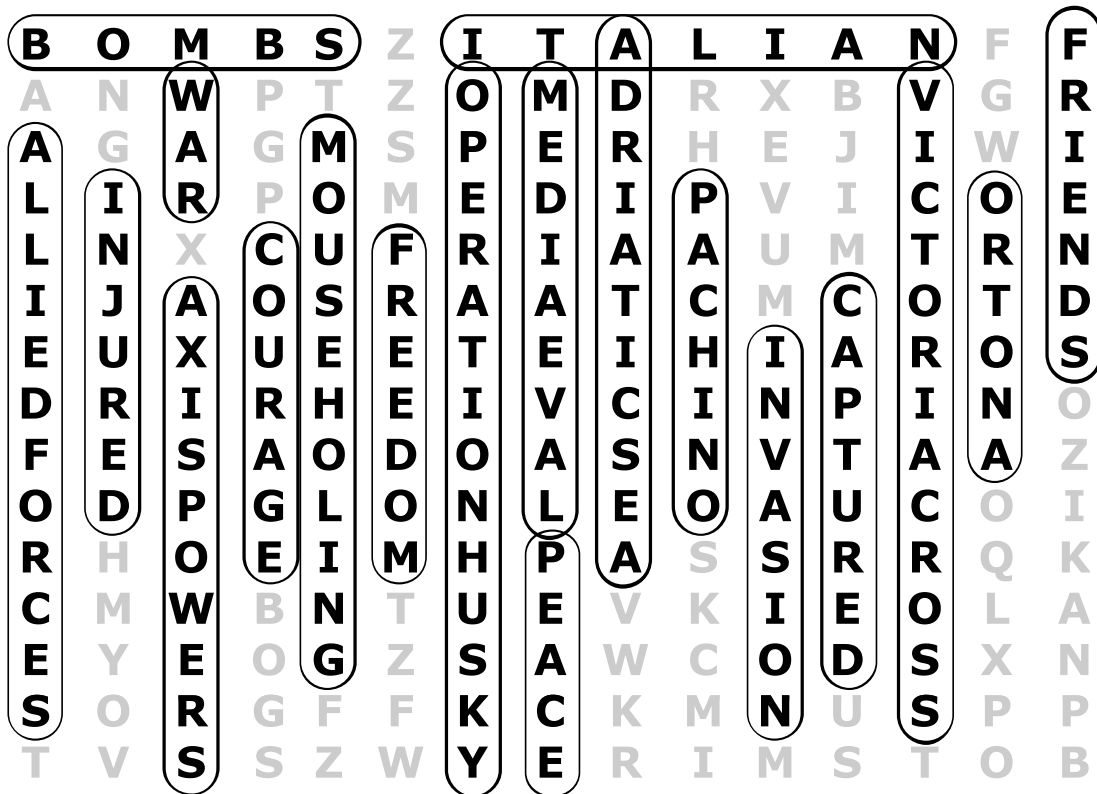 B O M B S Z I T A L I A N F F
A N W P T Z O M D R X B V G R
A G A G M S P E R H E J I W I
L I R P O M E D I P V I C O E
L N X C U F R I A A U M T R N
I J A O S R A A T C M C O T D
E U X U E E T E I H I A R O S
D R I R H E I V C I N P I N O
F E S A O D O A S N V T A A Z
O D P G L O N L E O A U C O I
R H O E I M H P A S S R R Q K
C M W B N T U E V K I E O L A
E Y E O G Z S A W C O D S X N
S O R G F F K C K M N U S P P
T V S S Z W Y E R I M S T O B